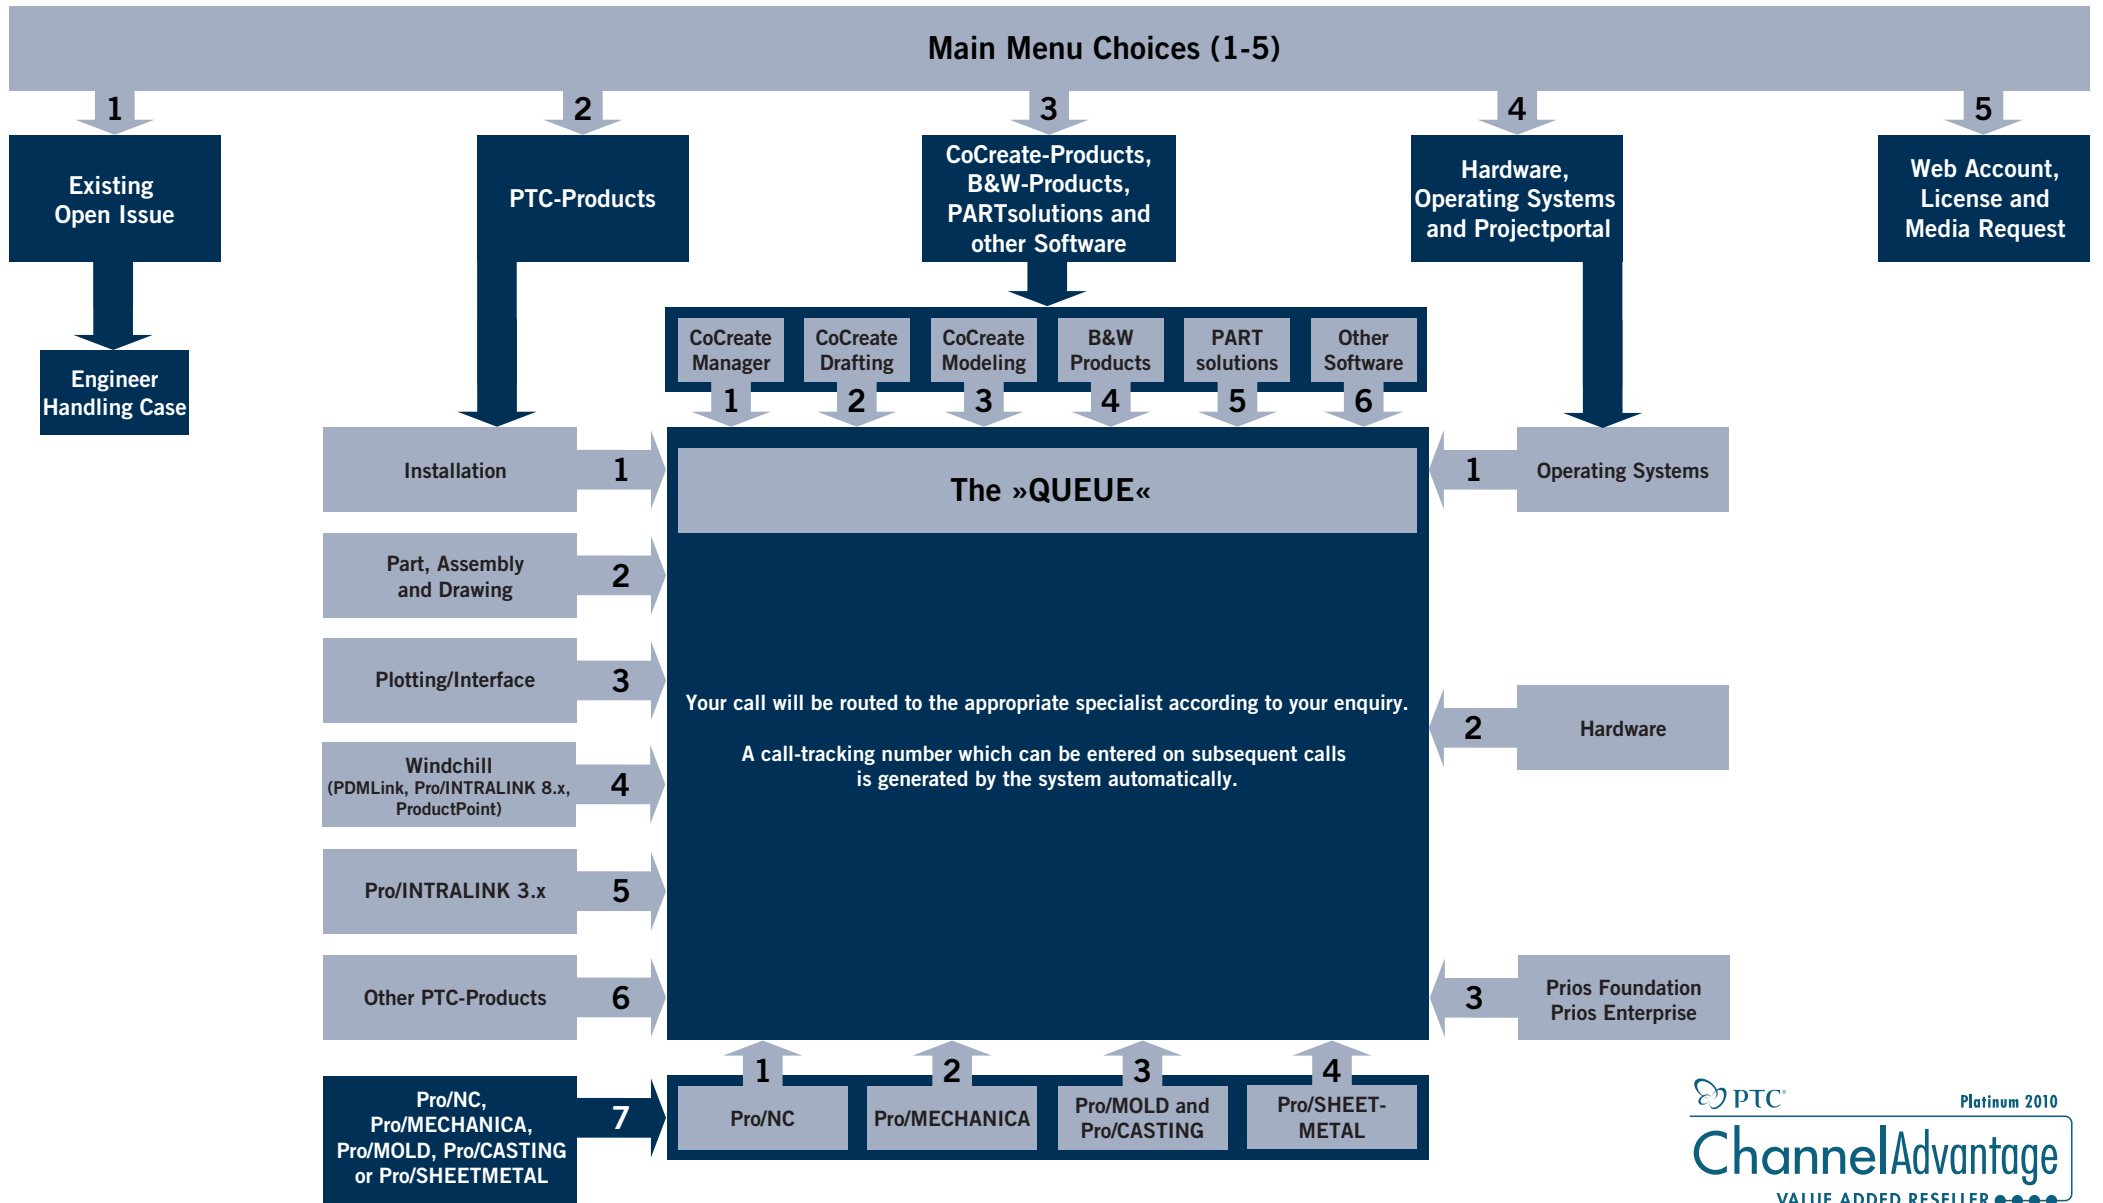 Main Menu Choices (1-5)
1
2
3
4
5
Existing
Open Issue
PTC-Products
CoCreate-Products,
B&W-Products,
PARTsolutions and
other Software
Hardware,
Operating Systems
and Projectportal
Web Account,
License and
Media Request
Engineer
Handling Case
CoCreate
Manager
1
CoCreate
Drafting
2
CoCreate
Modeling
3
B&W
Products
4
PART
solutions
5
Other
Software
6
Installation
1
Part, Assembly
and Drawing
2
Plotting/Interface
3
Windchill
(PDMLink, Pro/INTRALINK 8.x,
ProductPoint)
4
Pro/INTRALINK 3.x
5
Other PTC-Products
6
Pro/NC,
Pro/MECHANICA,
Pro/MOLD, Pro/CASTING
or Pro/SHEETMETAL
7
The »QUEUE«
Your call will be routed to the appropriate specialist according to your enquiry.
A call-tracking number which can be entered on subsequent calls
is generated by the system automatically.
1
Operating Systems
2
Hardware
3
Prios Foundation
Prios Enterprise
1
Pro/NC
2
Pro/MECHANICA
3
Pro/MOLD and
Pro/CASTING
4
Pro/SHEET-
METAL
PTC®
Platinum 2010
ChannelAdvantage
VALUE ADDED RESELLER